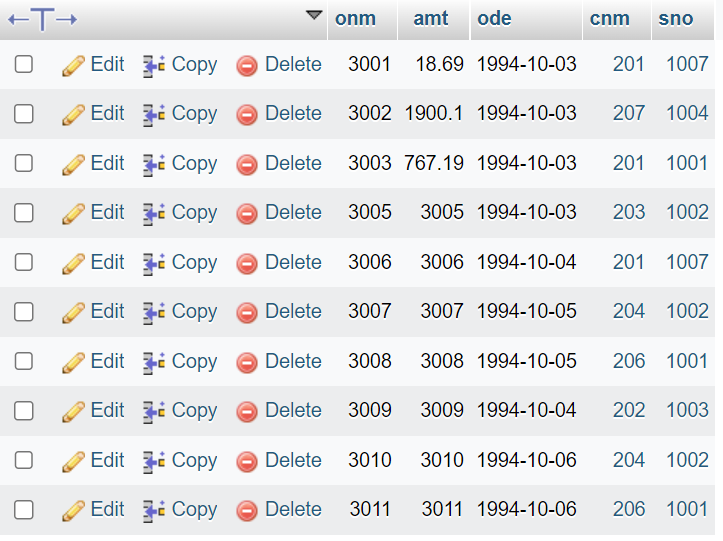 onm amt ode cnm sno
Edit Copy Delete 3001 18.69 1994-10-03 201 1007
Edit Copy Delete 3002 1900.1 1994-10-03 207 1004
Edit Copy Delete 3003 767.19 1994-10-03 201 1001
Edit Copy Delete 3005 3005 1994-10-03 203 1002
Edit Copy Delete 3006 3006 1994-10-04 201 1007
Edit Copy Delete 3007 3007 1994-10-05 204 1002
Edit Copy Delete 3008 3008 1994-10-05 206 1001
Edit Copy Delete 3009 3009 1994-10-04 202 1003
Edit Copy Delete 3010 3010 1994-10-06 204 1002
Edit Copy Delete 3011 3011 1994-10-06 206 1001